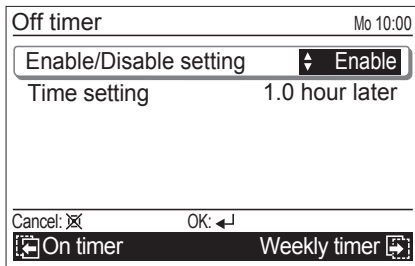 Off timer Mo 10:00
Enable/Disable setting Enable
Time setting 1.0 hour later
Cancel: OK:
On timer Weekly timer